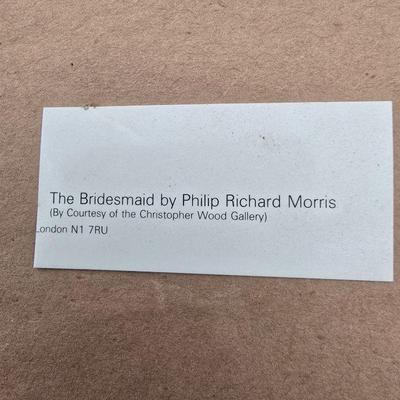 The Bridesmaid by Philip Richard Morris
(By Courtesy of the Christopher Wood Gallery)
London N1 7RU